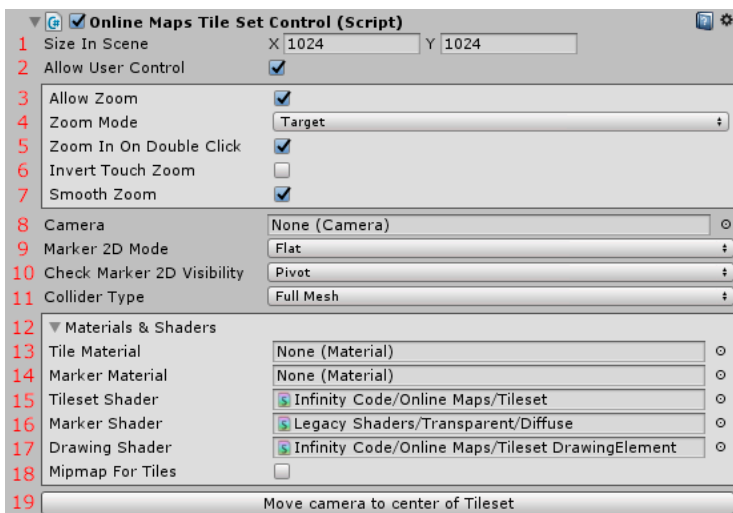 Online Maps Tile Set Control (Script)
1 Size In Scene X 1024 Y 1024
2 Allow User Control
3 Allow Zoom
4 Zoom Mode Target
5 Zoom In On Double Click
6 Invert Touch Zoom
7 Smooth Zoom
8 Camera None (Camera)
9 Marker 2D Mode Flat
10 Check Marker 2D Visibility Pivot
11 Collider Type Full Mesh
12 Materials & Shaders
13 Tile Material None (Material)
14 Marker Material None (Material)
15 Tileset Shader Infinity Code/Online Maps/Tileset
16 Marker Shader Legacy Shaders/Transparent/Diffuse
17 Drawing Shader Infinity Code/Online Maps/Tileset DrawingElement
18 Mipmap For Tiles
19 Move camera to center of Tileset